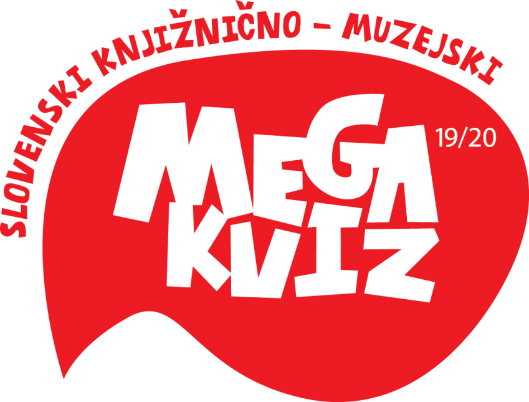 SLOVENSKI KNJIŽNIČNO – MUZEJSKI
MEGA
19/20
KVIZ